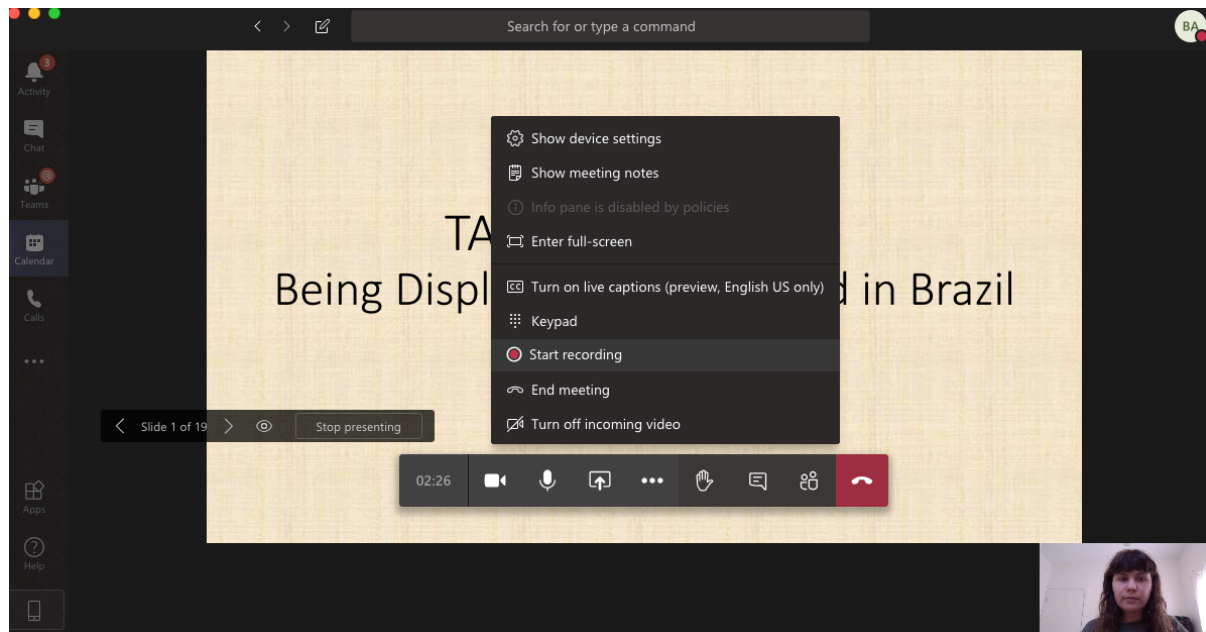 Search for or type a command
BA
3
Activity
Chat
Teams
Calendar
Calls
Apps
Help
TA
Being Displ
d in Brazil
Show device settings
Show meeting notes
Info pane is disabled by policies
Enter full-screen
CC Turn on live captions (preview, English US only)
Keypad
Start recording
End meeting
Turn off incoming video
Slide 1 of 19
Stop presenting
02:26